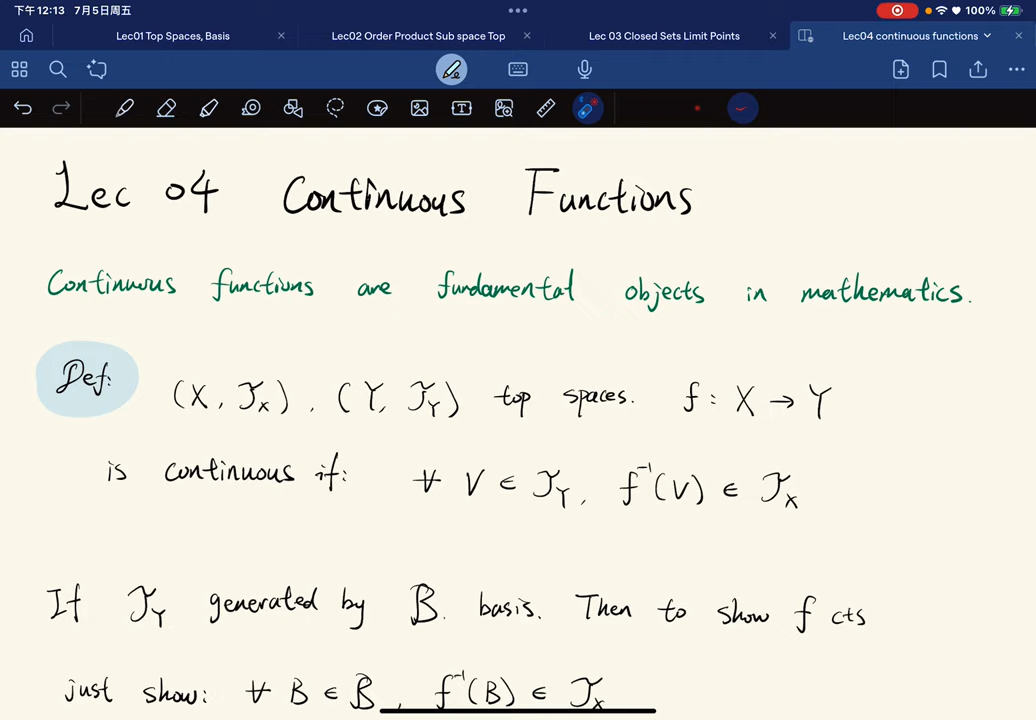 下午12:13 7月5日周五
100%
Lec01 Top Spaces, Basis
Lec02 Order Product Sub space Top
Lec 03 Closed Sets Limit Points
Lec04 continuous functions
Lec 04 Continuous Functions
Continuous functions are fundamental objects in mathematics.
Def: (X, 𝒯_X), (Y, 𝒯_Y) top spaces. f : X → Y
is continuous if: ∀ V ∈ 𝒯_Y, f⁻¹(V) ∈ 𝒯_X
If 𝒯_Y generated by ℬ. basis. Then to show f cts
just show: ∀ B ∈ ℬ, f⁻¹(B) ∈ 𝒯_X